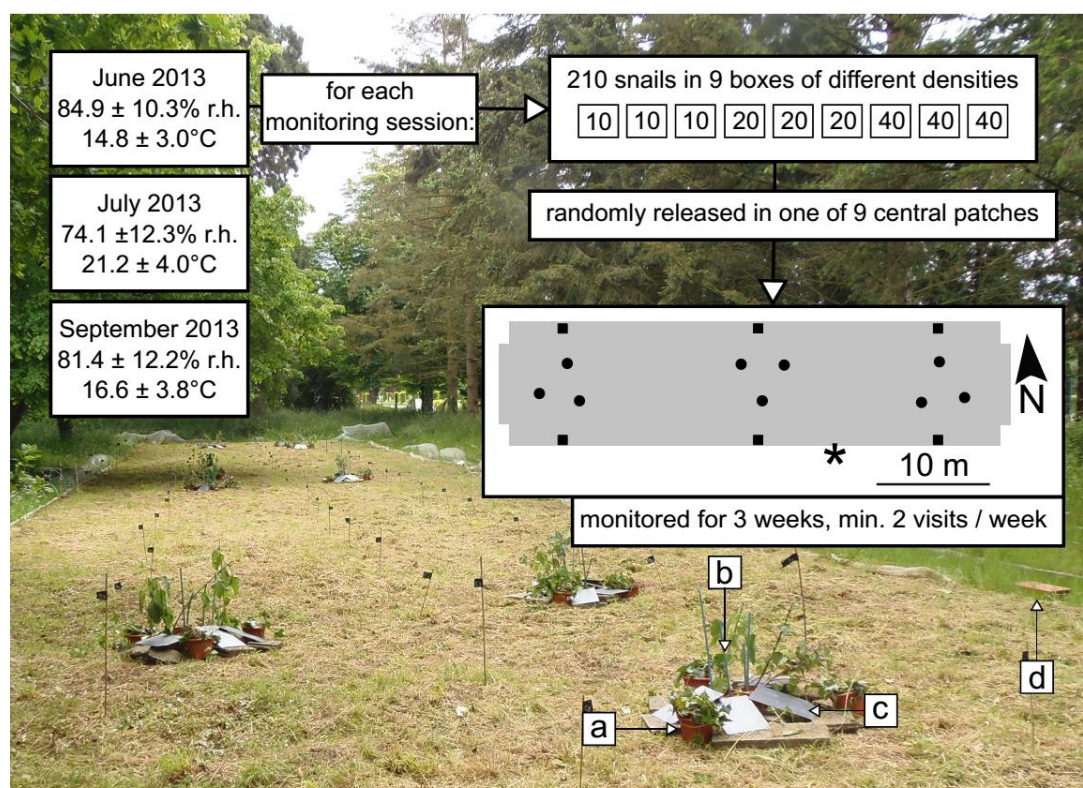 June 2013
84.9 ± 10.3% r.h.
14.8 ± 3.0°C
for each
monitoring session:
210 snails in 9 boxes of different densities
10 10 10 20 20 20 40 40 40
July 2013
74.1 ±12.3% r.h.
21.2 ± 4.0°C
randomly released in one of 9 central patches
September 2013
81.4 ± 12.2% r.h.
16.6 ± 3.8°C
N
*
10 m
monitored for 3 weeks, min. 2 visits / week
b
d
a
c